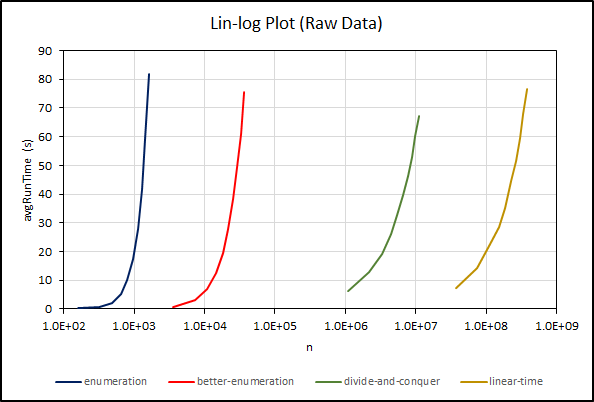 Lin-log Plot (Raw Data)
avgRunTime (s)
90
80
70
60
50
40
30
20
10
0
1.0E+02 1.0E+03 1.0E+04 1.0E+05 1.0E+06 1.0E+07 1.0E+08 1.0E+09
n
enumeration better-enumeration divide-and-conquer linear-time